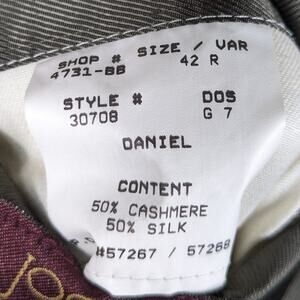 SHOP # SIZE / VAR
4731-BB 42 R
STYLE # DOS
30708 G 7
DANIEL
CONTENT
50% CASHMERE
50% SILK
#57267 / 57268